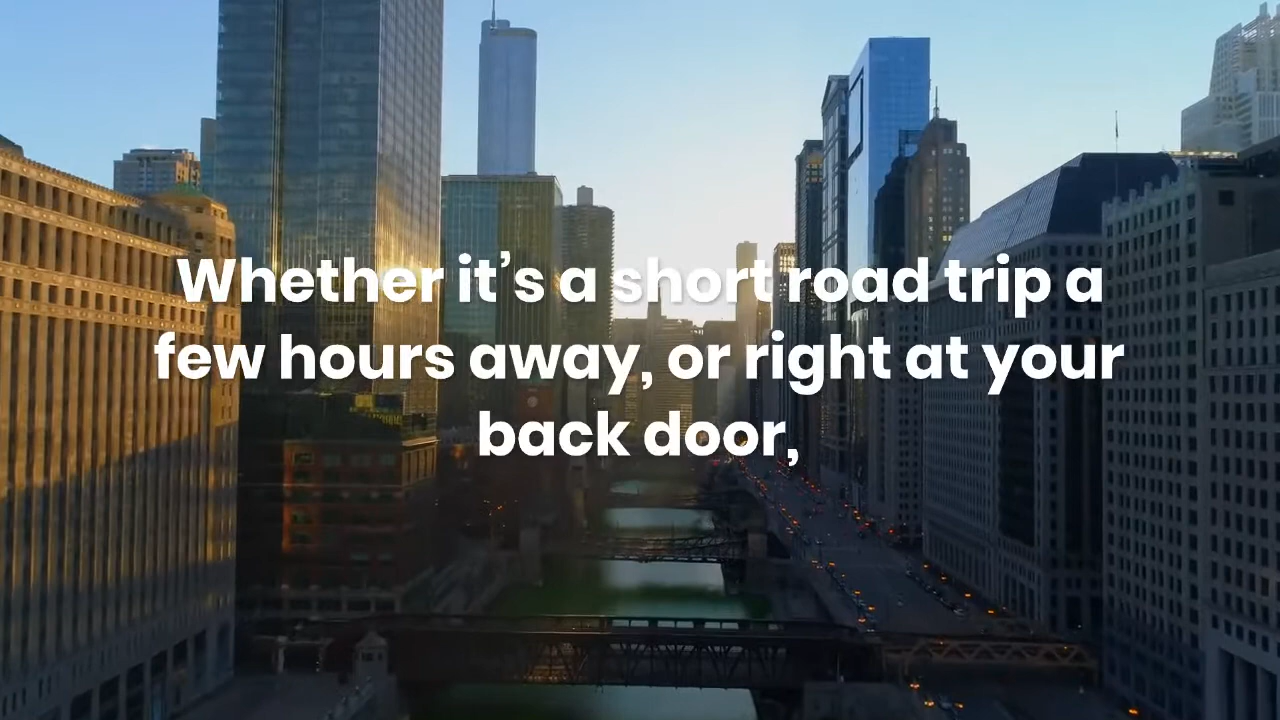 Whether it’s a short road trip a
few hours away, or right at your
back door,